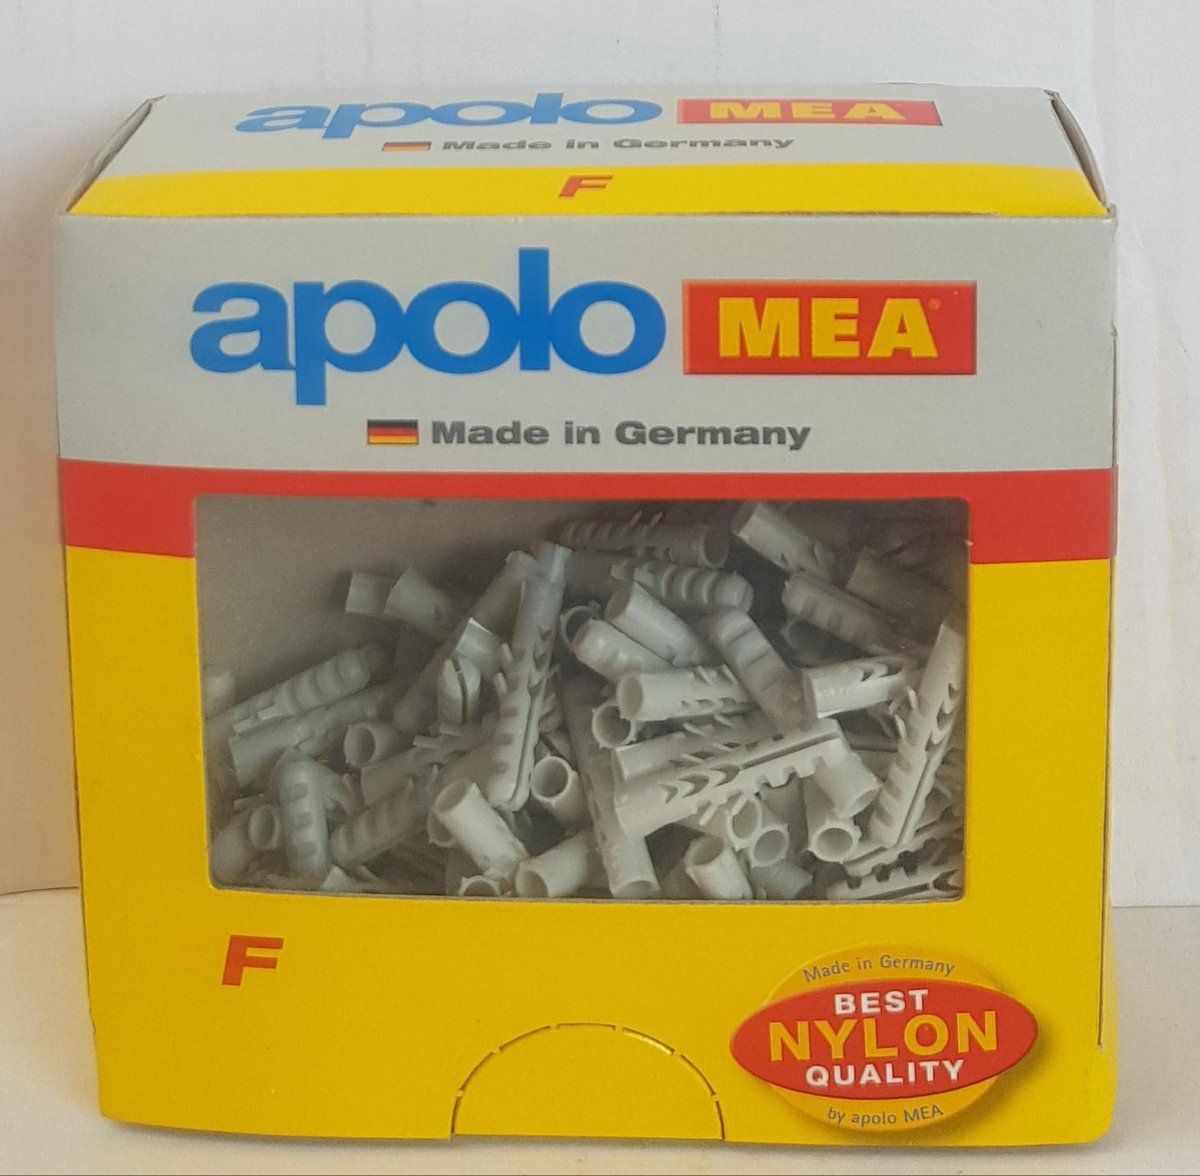 apolo MEA
Made in Germany
F
apolo MEA®
Made in Germany
F
Made in Germany
BEST
NYLON
QUALITY
by apolo MEA